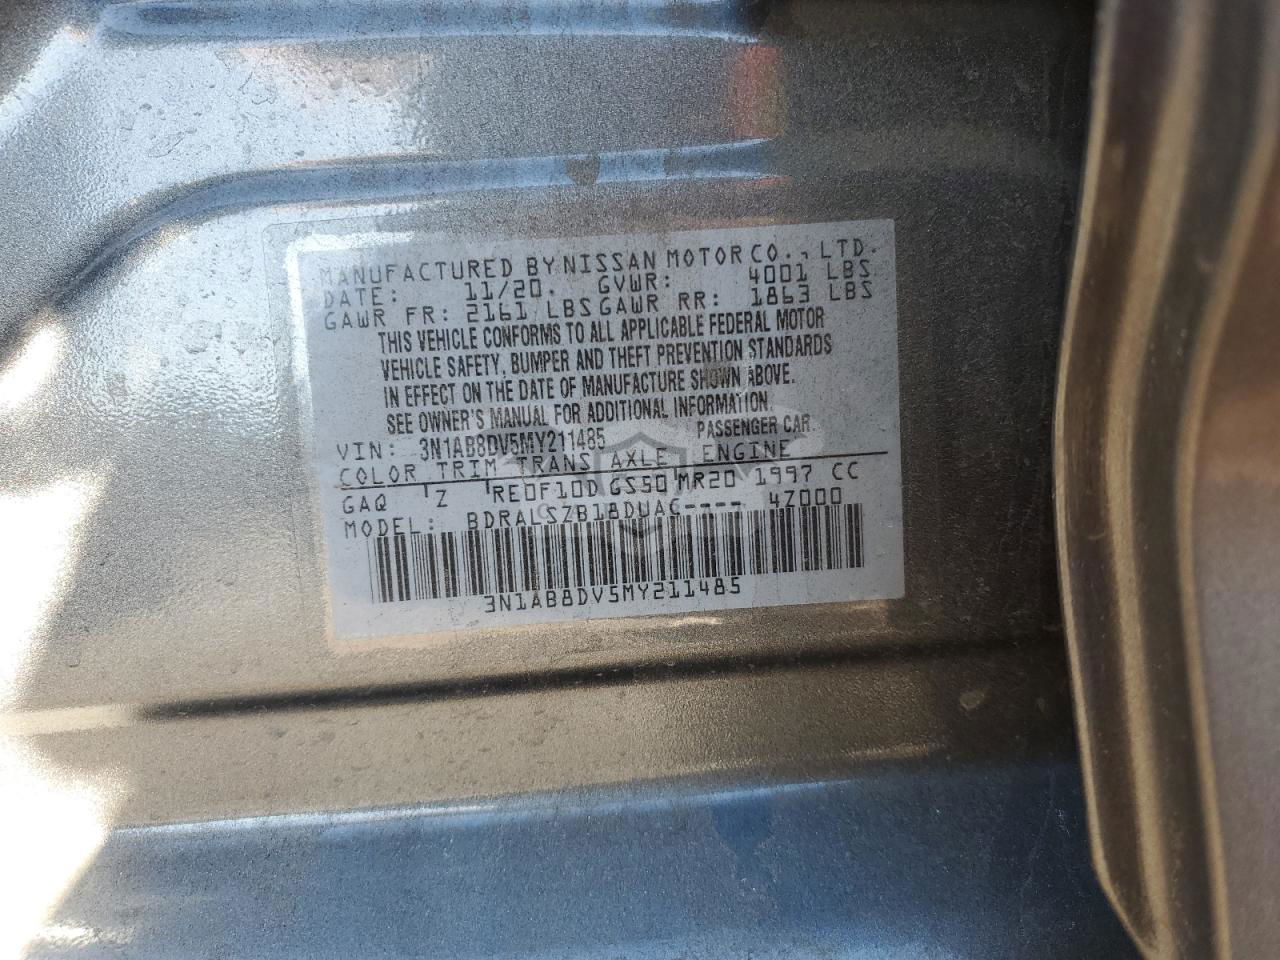 MANUFACTURED BY NISSAN MOTOR CO., LTD.
DATE: 11/20. GVWR: 4001 LBS
GAWR FR: 2161 LBS GAWR RR: 1863 LBS
THIS VEHICLE CONFORMS TO ALL APPLICABLE FEDERAL MOTOR
VEHICLE SAFETY, BUMPER AND THEFT PREVENTION STANDARDS
IN EFFECT ON THE DATE OF MANUFACTURE SHOWN ABOVE.
SEE OWNER'S MANUAL FOR ADDITIONAL INFORMATION.
VIN: 3N1AB8DV5MY211485 PASSENGER CAR
COLOR TRIM TRANS AXLE ENGINE
GAQ Z RE0F10D GS50 MR20 1997 CC
MODEL: BDRALSZB18DUAC---- 4Z000
3N1AB8DV5MY211485